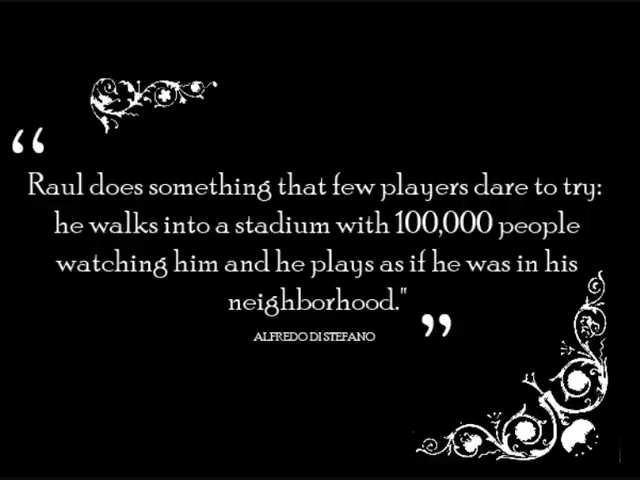 “
Raul does something that few players dare to try:
he walks into a stadium with 100,000 people
watching him and he plays as if he was in his
neighborhood."
”
ALFREDO DI STEFANO